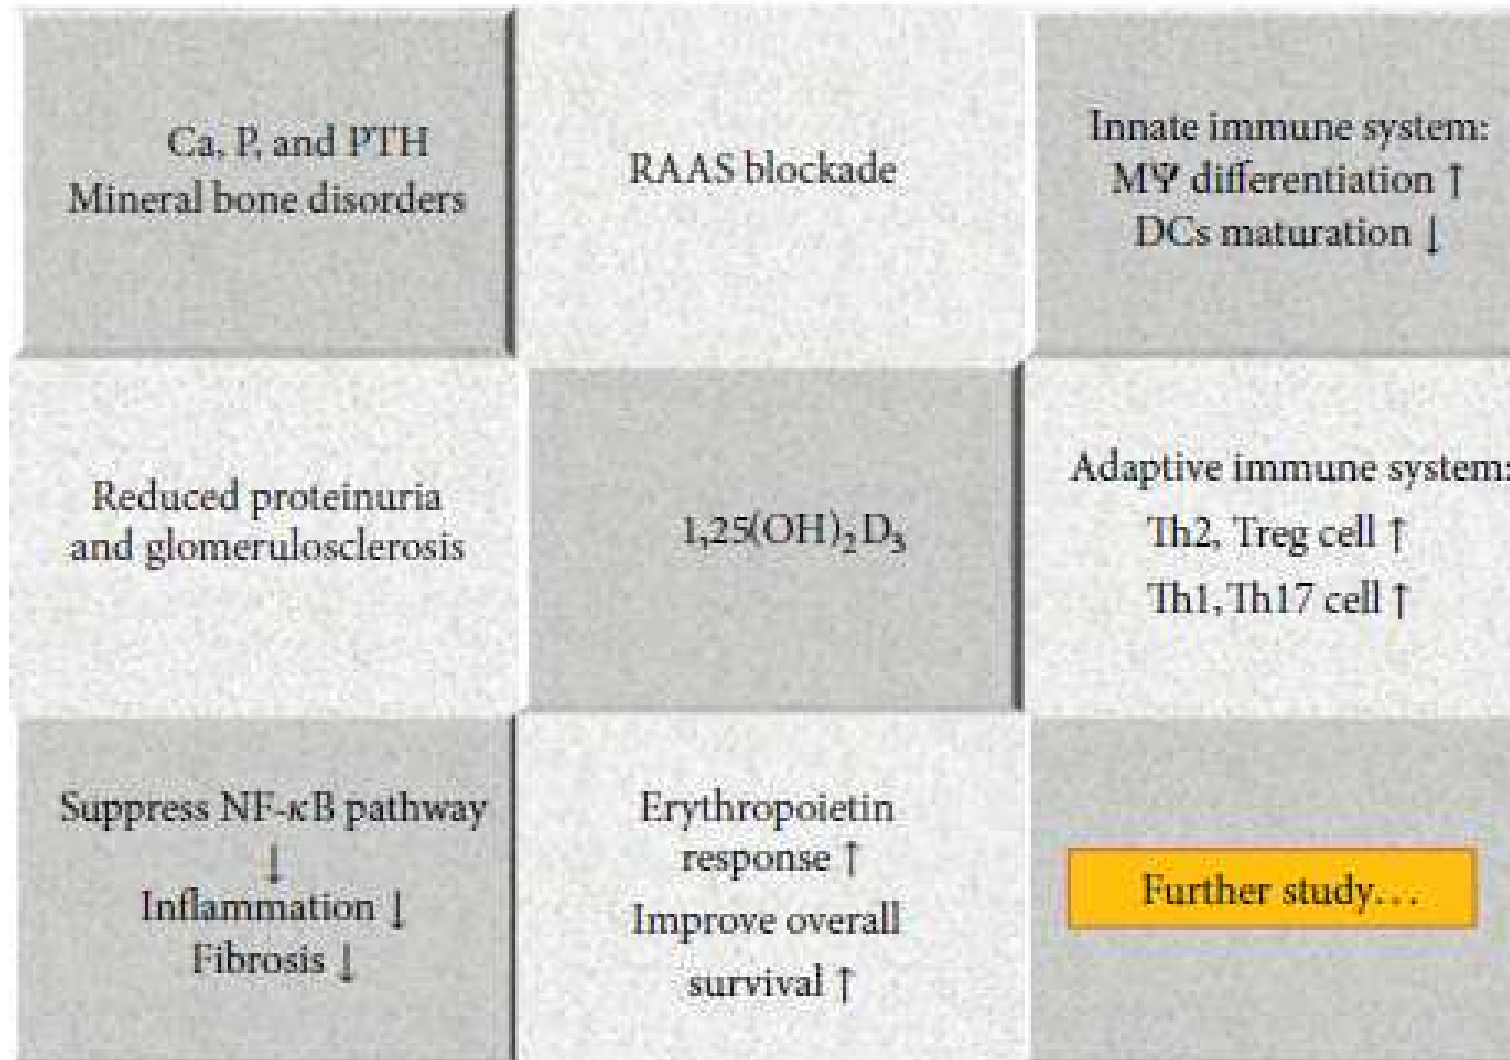 Ca, P, and PTH
Mineral bone disorders
RAAS blockade
Innate immune system:
MΨ differentiation ↑
DCs maturation ↓
Reduced proteinuria
and glomerulosclerosis
1,25(OH)₂D₃
Adaptive immune system:
Th2, Treg cell ↑
Th1, Th17 cell ↑
Suppress NF-κB pathway
↓
Inflammation ↓
Fibrosis ↓
Erythropoietin
response ↑
Improve overall
survival ↑
Further study...